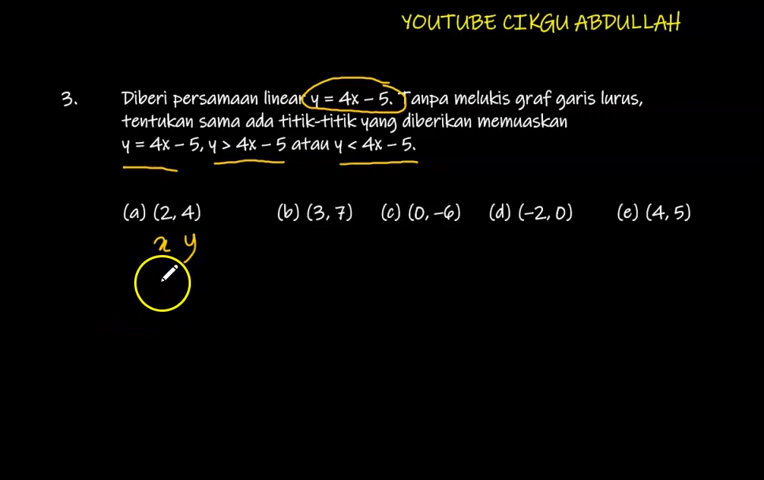 YOUTUBE CIKGU ABDULLAH
3. Diberi persamaan linear y = 4x - 5. Tanpa melukis graf garis lurus,
tentukan sama ada titik-titik yang diberikan memuaskan
y = 4x - 5, y > 4x - 5 atau y < 4x - 5.
(a) (2, 4) (b) (3, 7) (c) (0, -6) (d) (-2, 0) (e) (4, 5)
x y